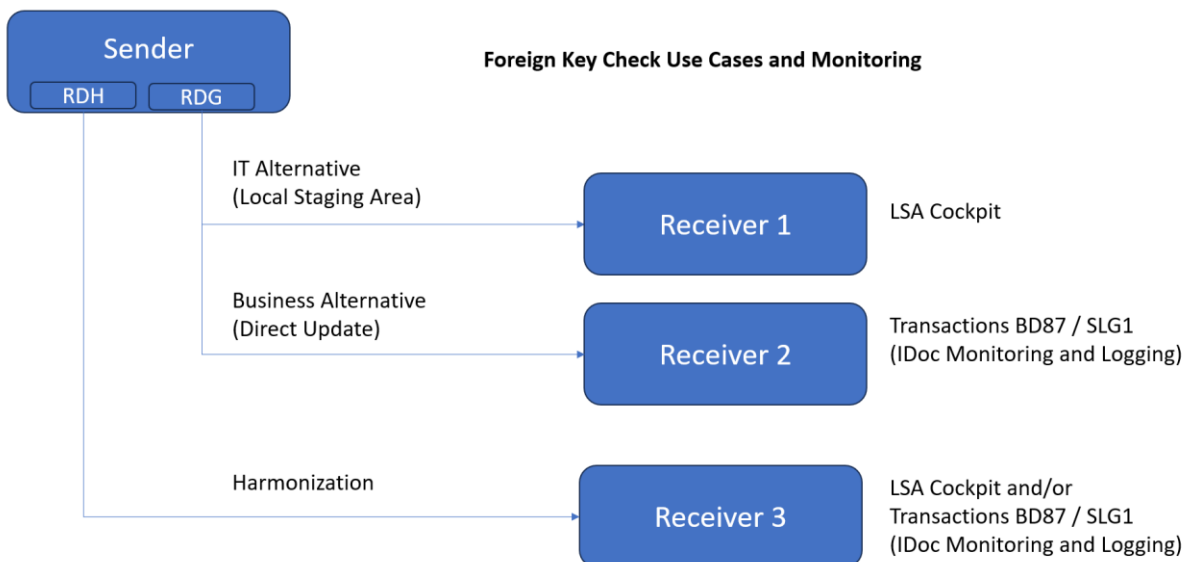 Sender
RDH
RDG
Foreign Key Check Use Cases and Monitoring
IT Alternative
(Local Staging Area)
Receiver 1
LSA Cockpit
Business Alternative
(Direct Update)
Receiver 2
Transactions BD87 / SLG1
(IDoc Monitoring and Logging)
Harmonization
Receiver 3
LSA Cockpit and/or
Transactions BD87 / SLG1
(IDoc Monitoring and Logging)